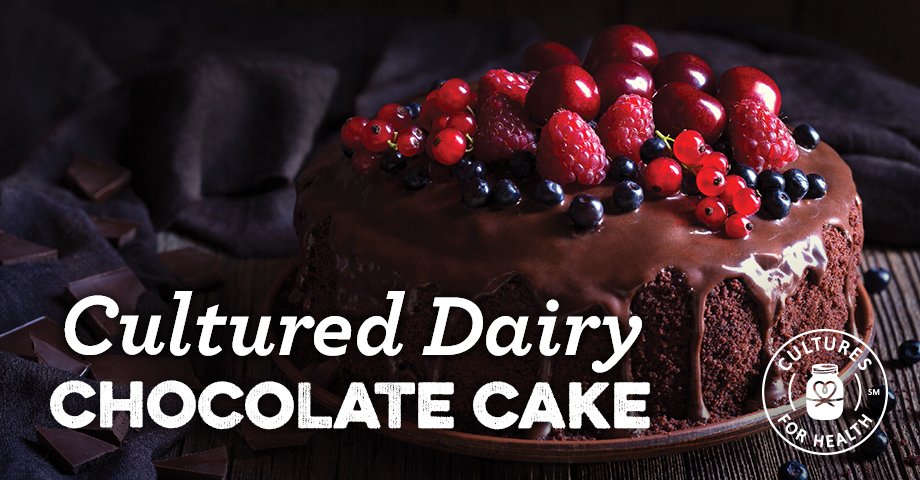 Cultured Dairy
CHOCOLATE CAKE
CULTURES
FOR HEALTH
SM